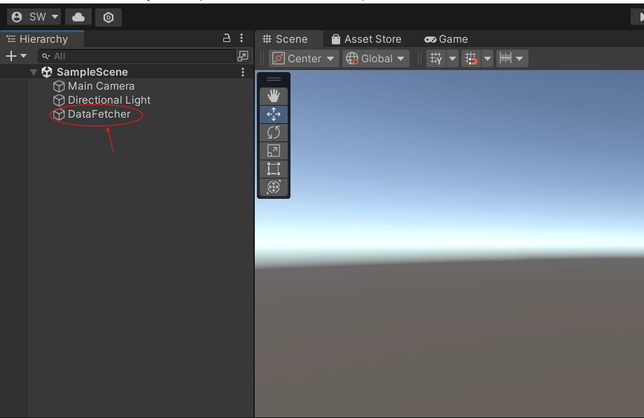 SW
Hierarchy
All
SampleScene
Main Camera
Directional Light
DataFetcher
Scene
Asset Store
Game
Center
Global